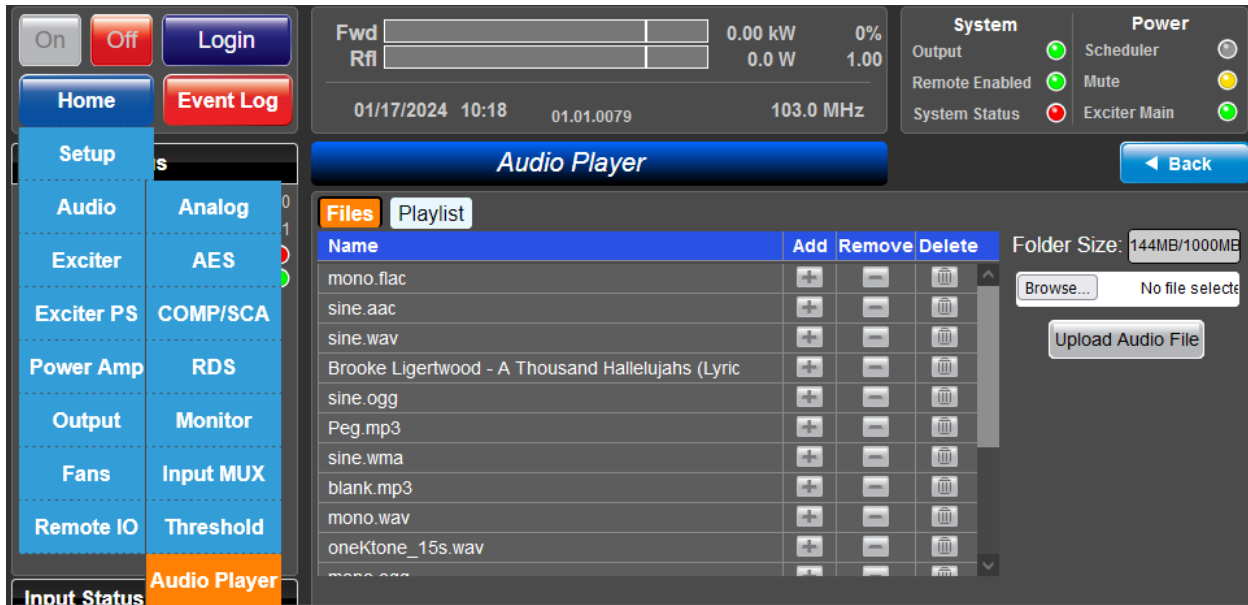 On Off Login
Home Event Log
Fwd 0.00 kW 0%
Rfl 0.0 W 1.00
01/17/2024 10:18 01.01.0079 103.0 MHz
System Power
Output Scheduler
Remote Enabled Mute
System Status Exciter Main
Setup
s
Audio Player
Back
Audio Analog
0
1
Exciter AES
Exciter PS COMP/SCA
Power Amp RDS
Output Monitor
Fans Input MUX
Remote IO Threshold
Audio Player
Input Status
Files Playlist
Name Add Remove Delete
mono.flac
sine.aac
sine.wav
Brooke Ligertwood - A Thousand Hallelujahs (Lyric
sine.ogg
Peg.mp3
sine.wma
blank.mp3
mono.wav
oneKtone_15s.wav
mono.ogg
Folder Size: 144MB/1000MB
Browse... No file selecte
Upload Audio File